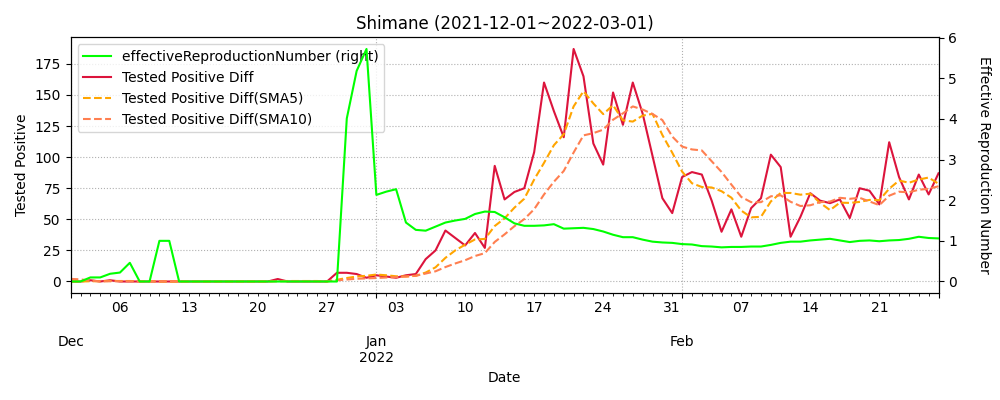 Shimane (2021-12-01~2022-03-01)
effectiveReproductionNumber (right)
Tested Positive Diff
Tested Positive Diff(SMA5)
Tested Positive Diff(SMA10)
Tested Positive
175
150
125
100
75
50
25
0
6
5
4
3
2
1
0
Effective Reproduction Number
06 13 20 27 03 10 17 24 31 07 14 21
Dec Jan Feb
2022
Date